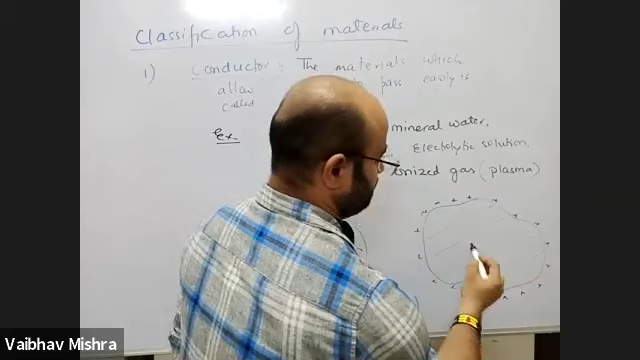 Classification of materials
1) Conductor : The materials which
allow pass easily is
called
Ex mineral water.
Electrolytic solution.
ionized gas (plasma)
Vaibhav Mishra